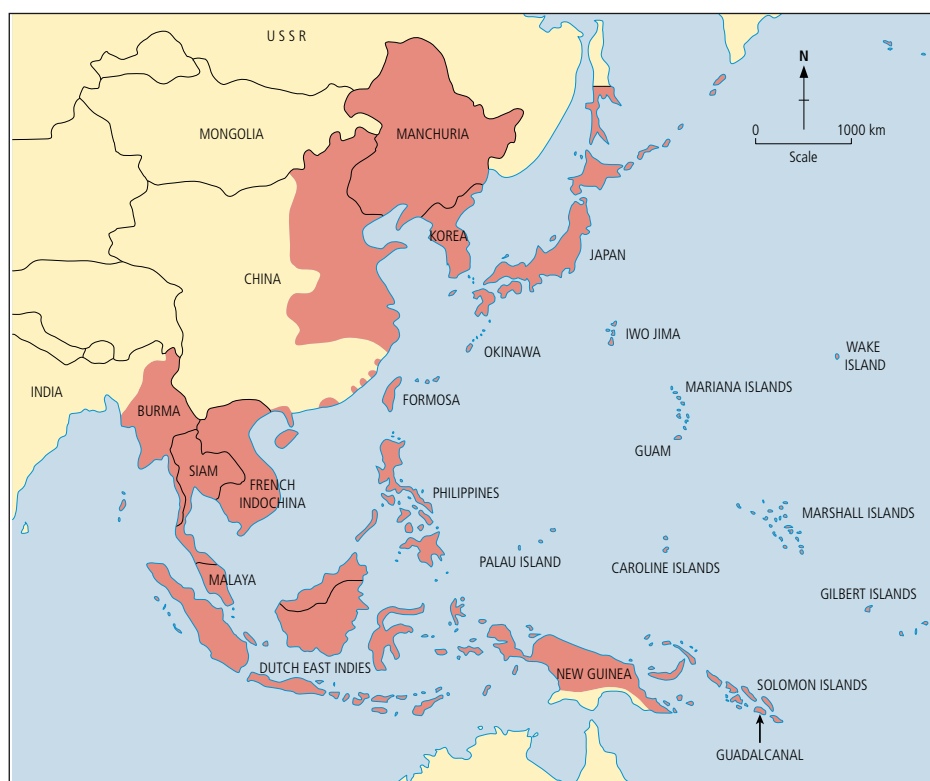 U S S R
N
MONGOLIA
MANCHURIA
0
1000 km
Scale
KOREA
JAPAN
CHINA
IWO JIMA
OKINAWA
WAKE
ISLAND
MARIANA ISLANDS
INDIA
FORMOSA
BURMA
GUAM
SIAM
FRENCH
INDOCHINA
PHILIPPINES
MARSHALL ISLANDS
PALAU ISLAND
CAROLINE ISLANDS
MALAYA
GILBERT ISLANDS
DUTCH EAST INDIES
NEW GUINEA
SOLOMON ISLANDS
GUADALCANAL